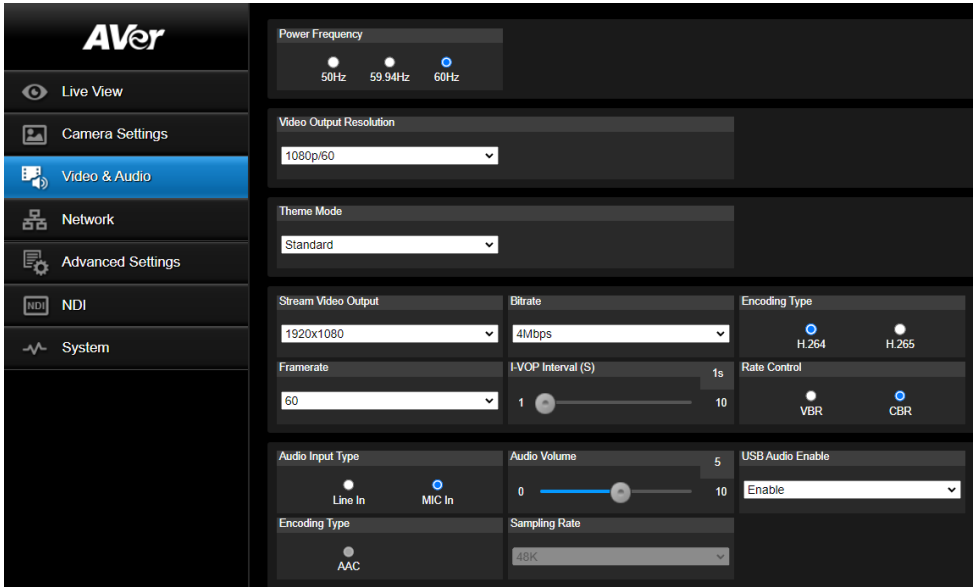 AVer
Live View
Camera Settings
Video & Audio
Network
Advanced Settings
NDI NDI
System
Power Frequency
50Hz 59.94Hz 60Hz
Video Output Resolution
1080p/60
Theme Mode
Standard
Stream Video Output Bitrate Encoding Type
1920x1080 4Mbps H.264 H.265
Framerate I-VOP Interval (S) 1s Rate Control
60 1 10 VBR CBR
Audio Input Type Audio Volume 5 USB Audio Enable
Line In MIC In 0 10 Enable
Encoding Type Sampling Rate
AAC 48K